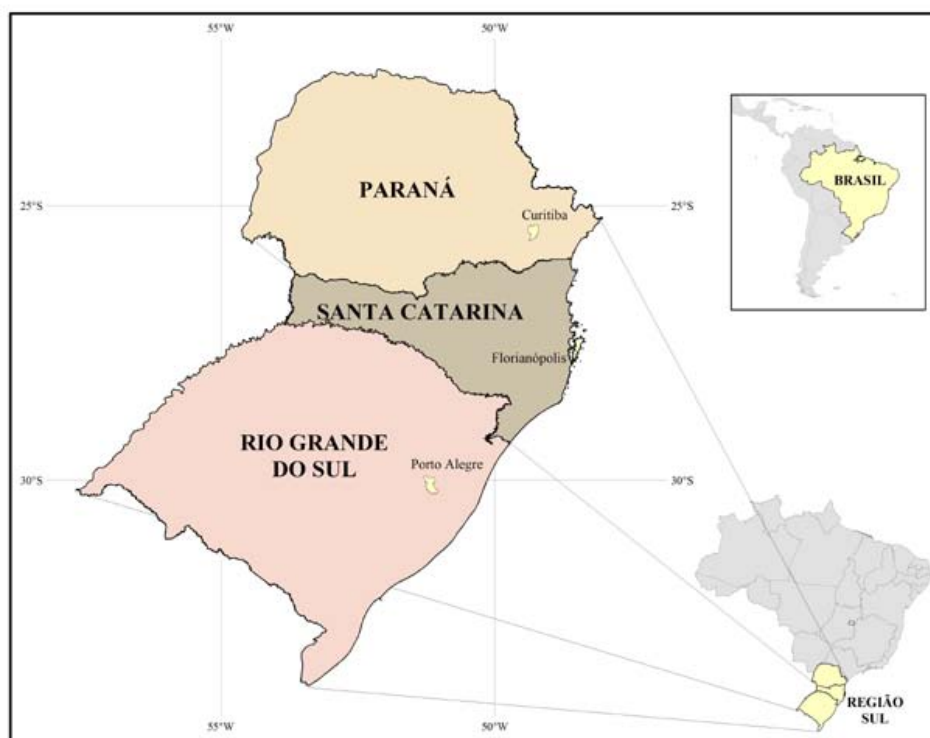 55°W
50°W
PARANÁ
BRASIL
25°S
25°S
Curitiba
SANTA CATARINA
Florianópolis
RIO GRANDE
DO SUL
Porto Alegre
30°S
30°S
REGIÃO
SUL
55°W
50°W